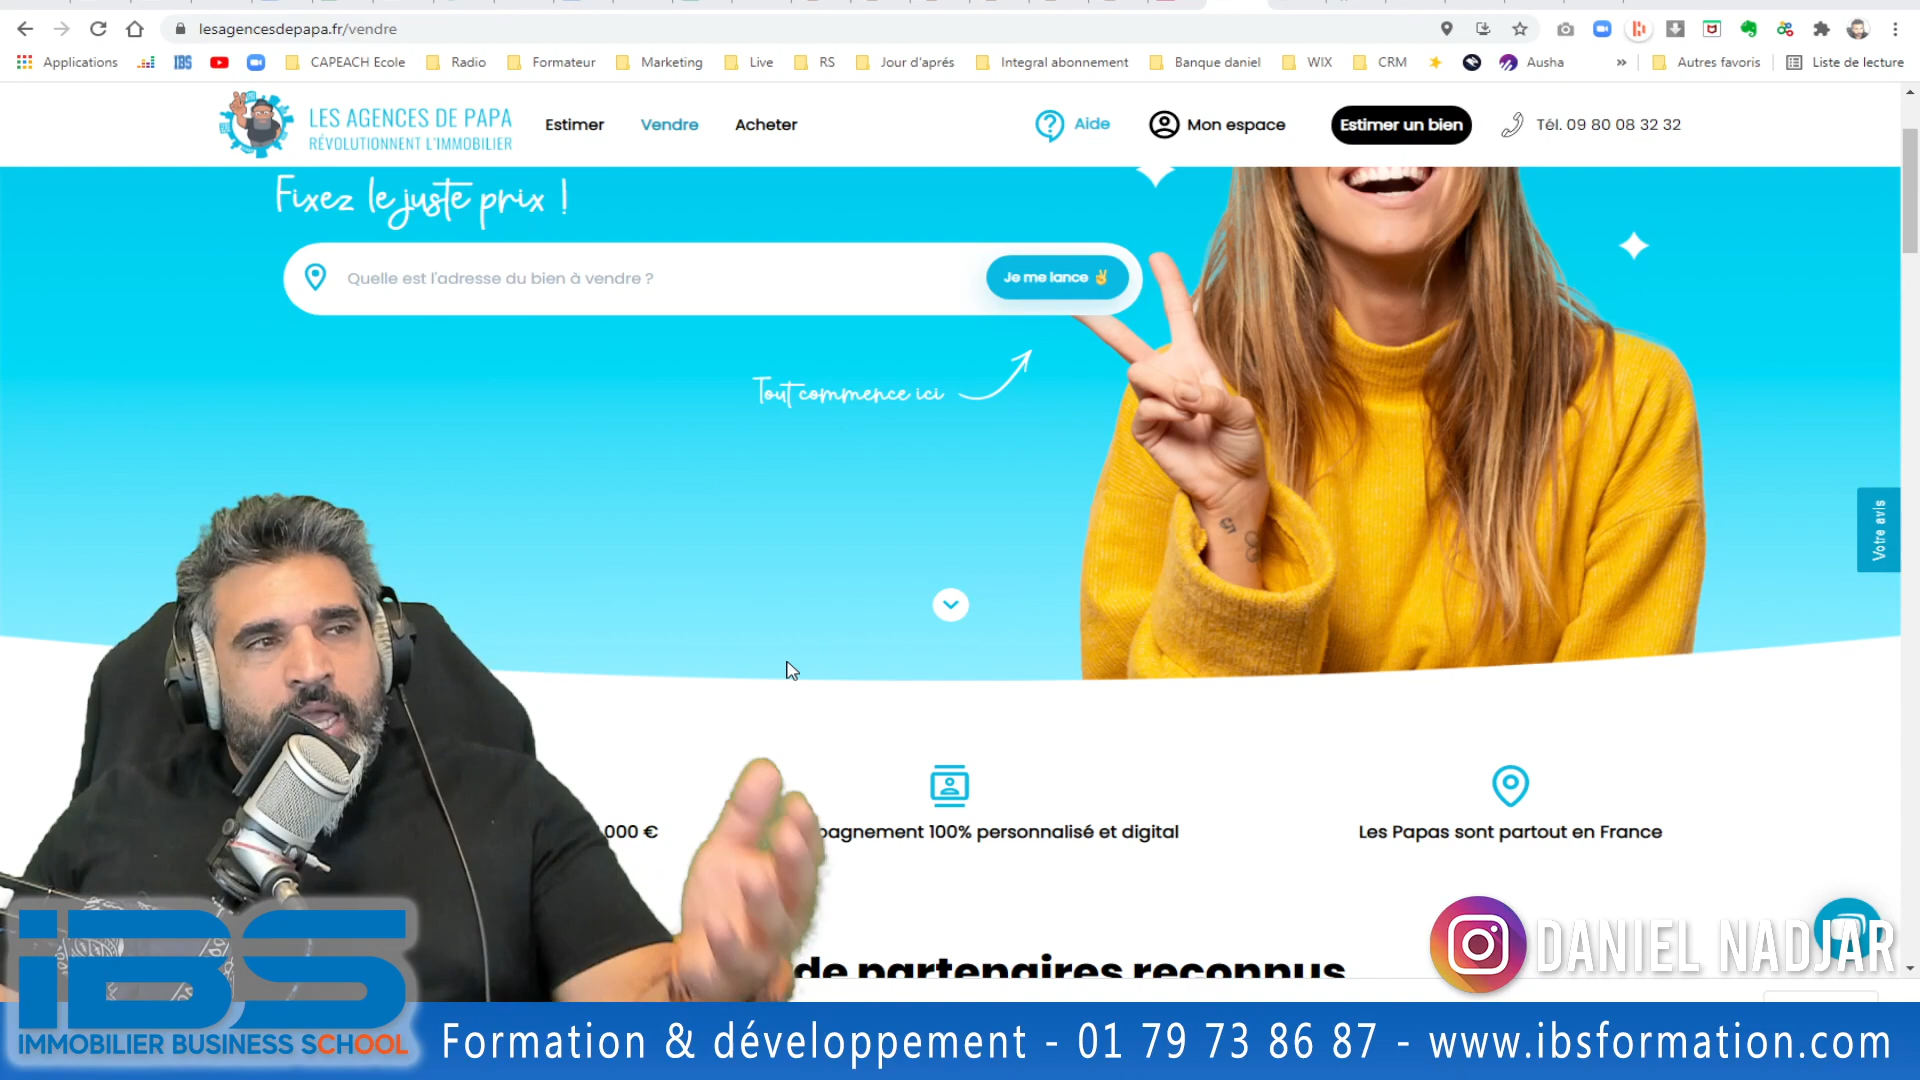 lesagencesdepapa.fr/vendre
Applications
IBS
CAPEACH Ecole
Radio
Formateur
Marketing
Live
RS
Jour d'aprés
Integral abonnement
Banque daniel
WIX
CRM
Ausha
»
Autres favoris
Liste de lecture
LES AGENCES DE PAPA
RÉVOLUTIONNENT L'IMMOBILIER
Estimer
Vendre
Acheter
Aide
Mon espace
Estimer un bien
Tél. 09 80 08 32 32
Fixez le juste prix !
Quelle est l'adresse du bien à vendre ?
Je me lance
Tout commence ici
Votre avis
000 €
pagnement 100% personnalisé et digital
Les Papas sont partout en France
de partenaires reconnus
DANIEL NADJAR
iBS
IMMOBILIER BUSINESS SCHOOL
Formation & développement - 01 79 73 86 87 - www.ibsformation.com